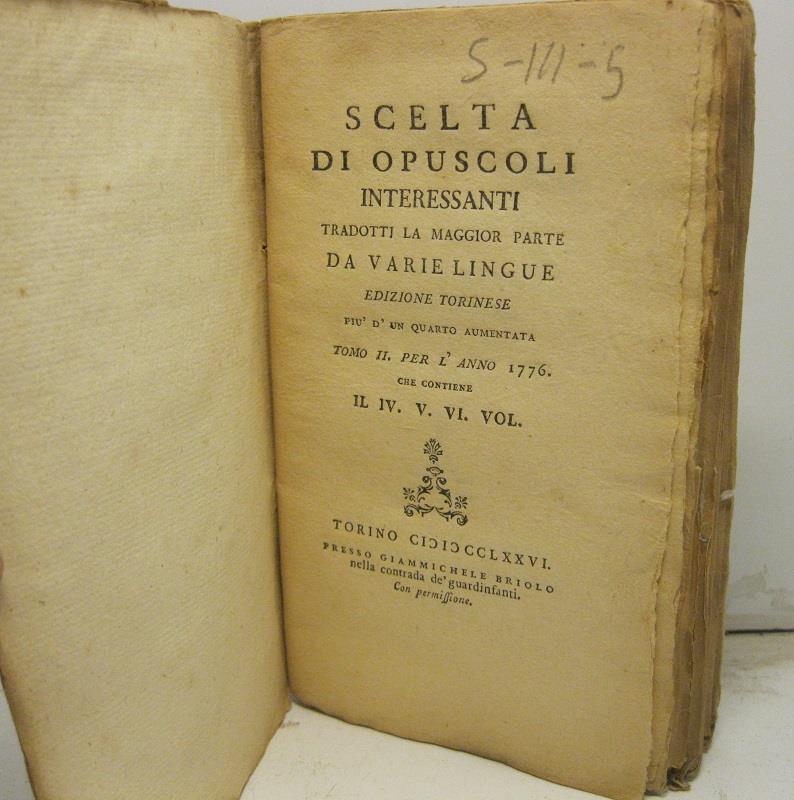 S-III-5
SCELTA
DI OPUSCOLI
INTERESSANTI
TRADOTTI LA MAGGIOR PARTE
DA VARIE LINGUE
EDIZIONE TORINESE
PIU' D' UN QUARTO AUMENTATA
TOMO II. PER L' ANNO 1776.
CHE CONTIENE
IL IV. V. VI. VOL.
TORINO CIↃIↃCCLXXVI.
PRESSO GIAMMICHELE BRIOLO
nella contrada de' guardinfanti.
Con permiſſione.